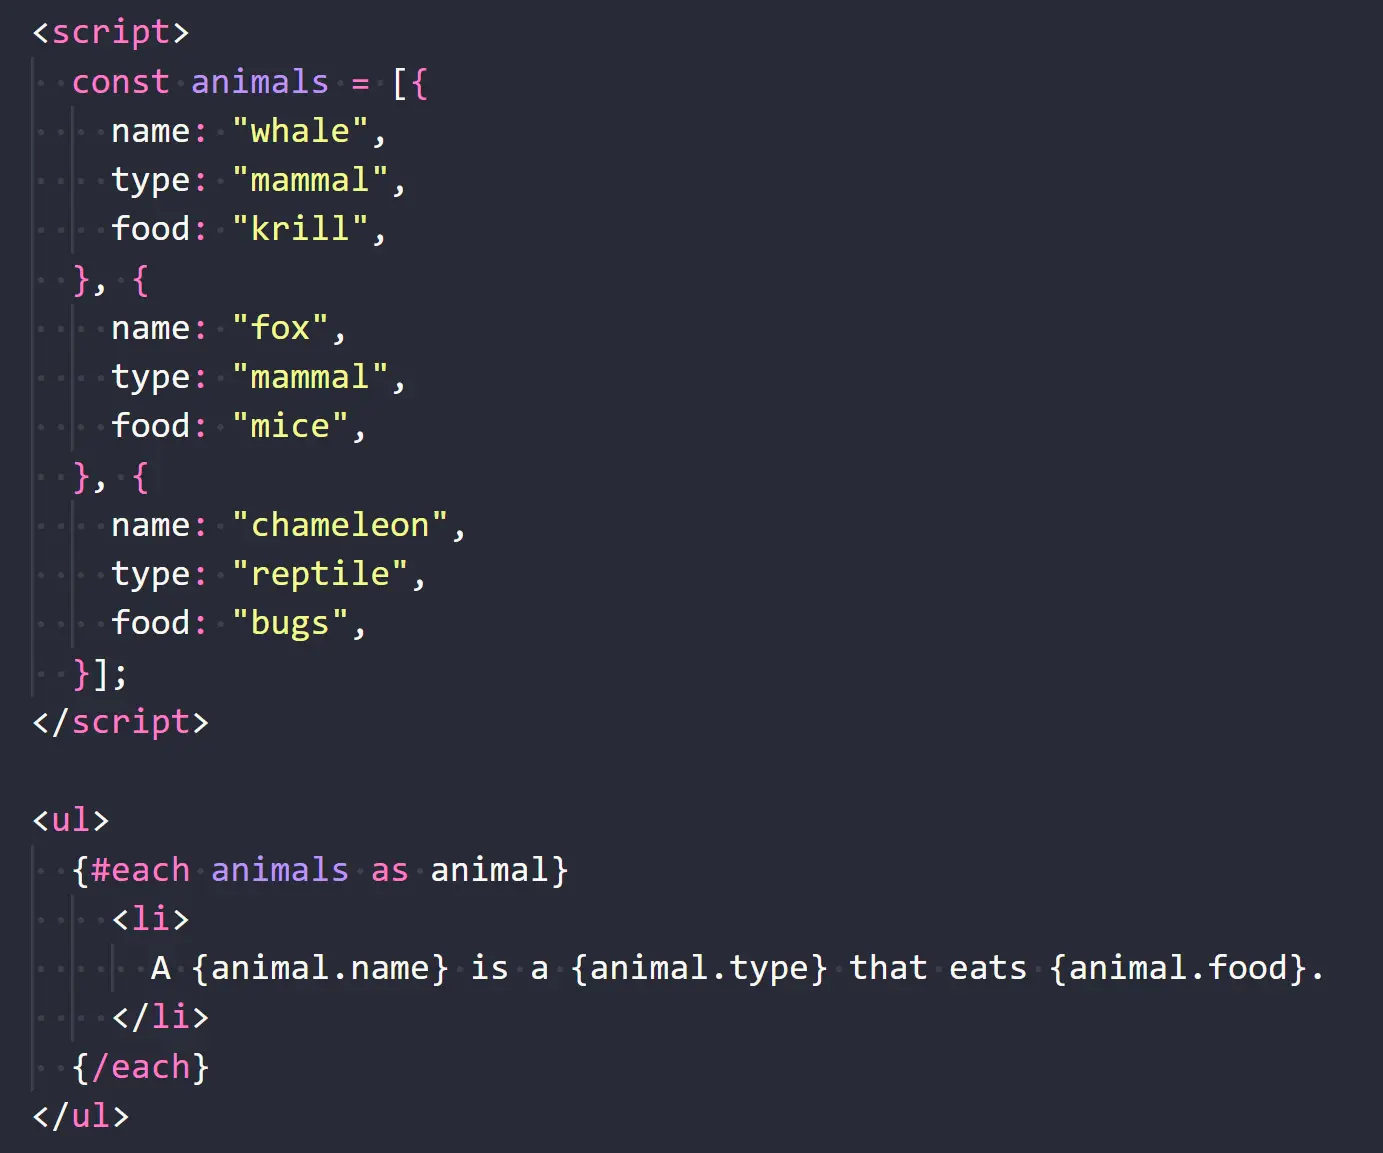 <script>
  const animals = [{
    name: "whale",
    type: "mammal",
    food: "krill",
  }, {
    name: "fox",
    type: "mammal",
    food: "mice",
  }, {
    name: "chameleon",
    type: "reptile",
    food: "bugs",
  }];
</script>

<ul>
  {#each animals as animal}
    <li>
      A {animal.name} is a {animal.type} that eats {animal.food}.
    </li>
  {/each}
</ul>